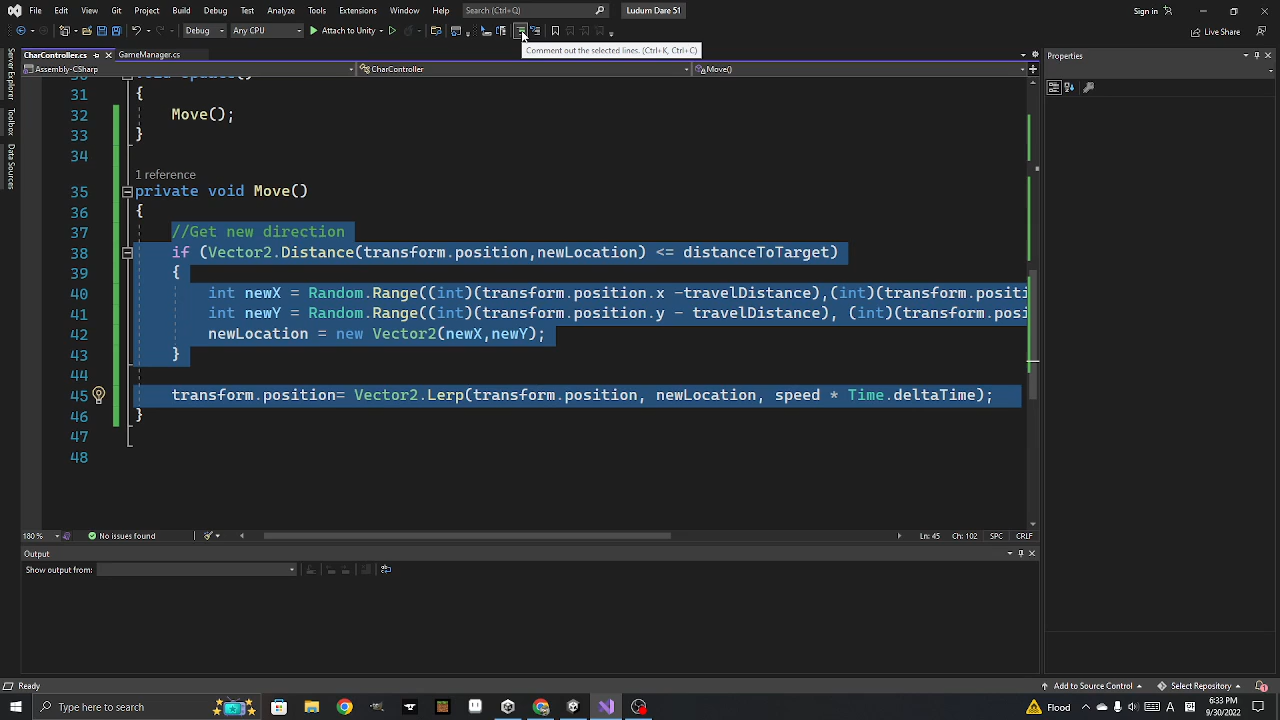 File Edit View Git Project Build Debug Test Analyze Tools Extensions Window Help Search (Ctrl+Q) Ludum Dare 51 Sign in
Debug Any CPU Attach to Unity Live Share
Comment out the selected lines. (Ctrl+K, Ctrl+C)
CharController.cs GameManager.cs Properties
Assembly-CSharp CharController Move()
Server Explorer
Toolbox
Data Sources
31 {
32 Move();
33 }
34
1 reference
35 private void Move()
36 {
37 //Get new direction
38 if (Vector2.Distance(transform.position,newLocation) <= distanceToTarget)
39 {
40 int newX = Random.Range((int)(transform.position.x -travelDistance),(int)(transform.positi
41 int newY = Random.Range((int)(transform.position.y - travelDistance), (int)(transform.posi
42 newLocation = new Vector2(newX,newY);
43 }
44
45 transform.position= Vector2.Lerp(transform.position, newLocation, speed * Time.deltaTime);
46 }
47
48
180% No issues found Ln: 45 Ch: 102 SPC CRLF
Output
Show output from:
Ready Add to Source Control Select Repository
Type here to search Flood A 6:33 PM
9/30/2022